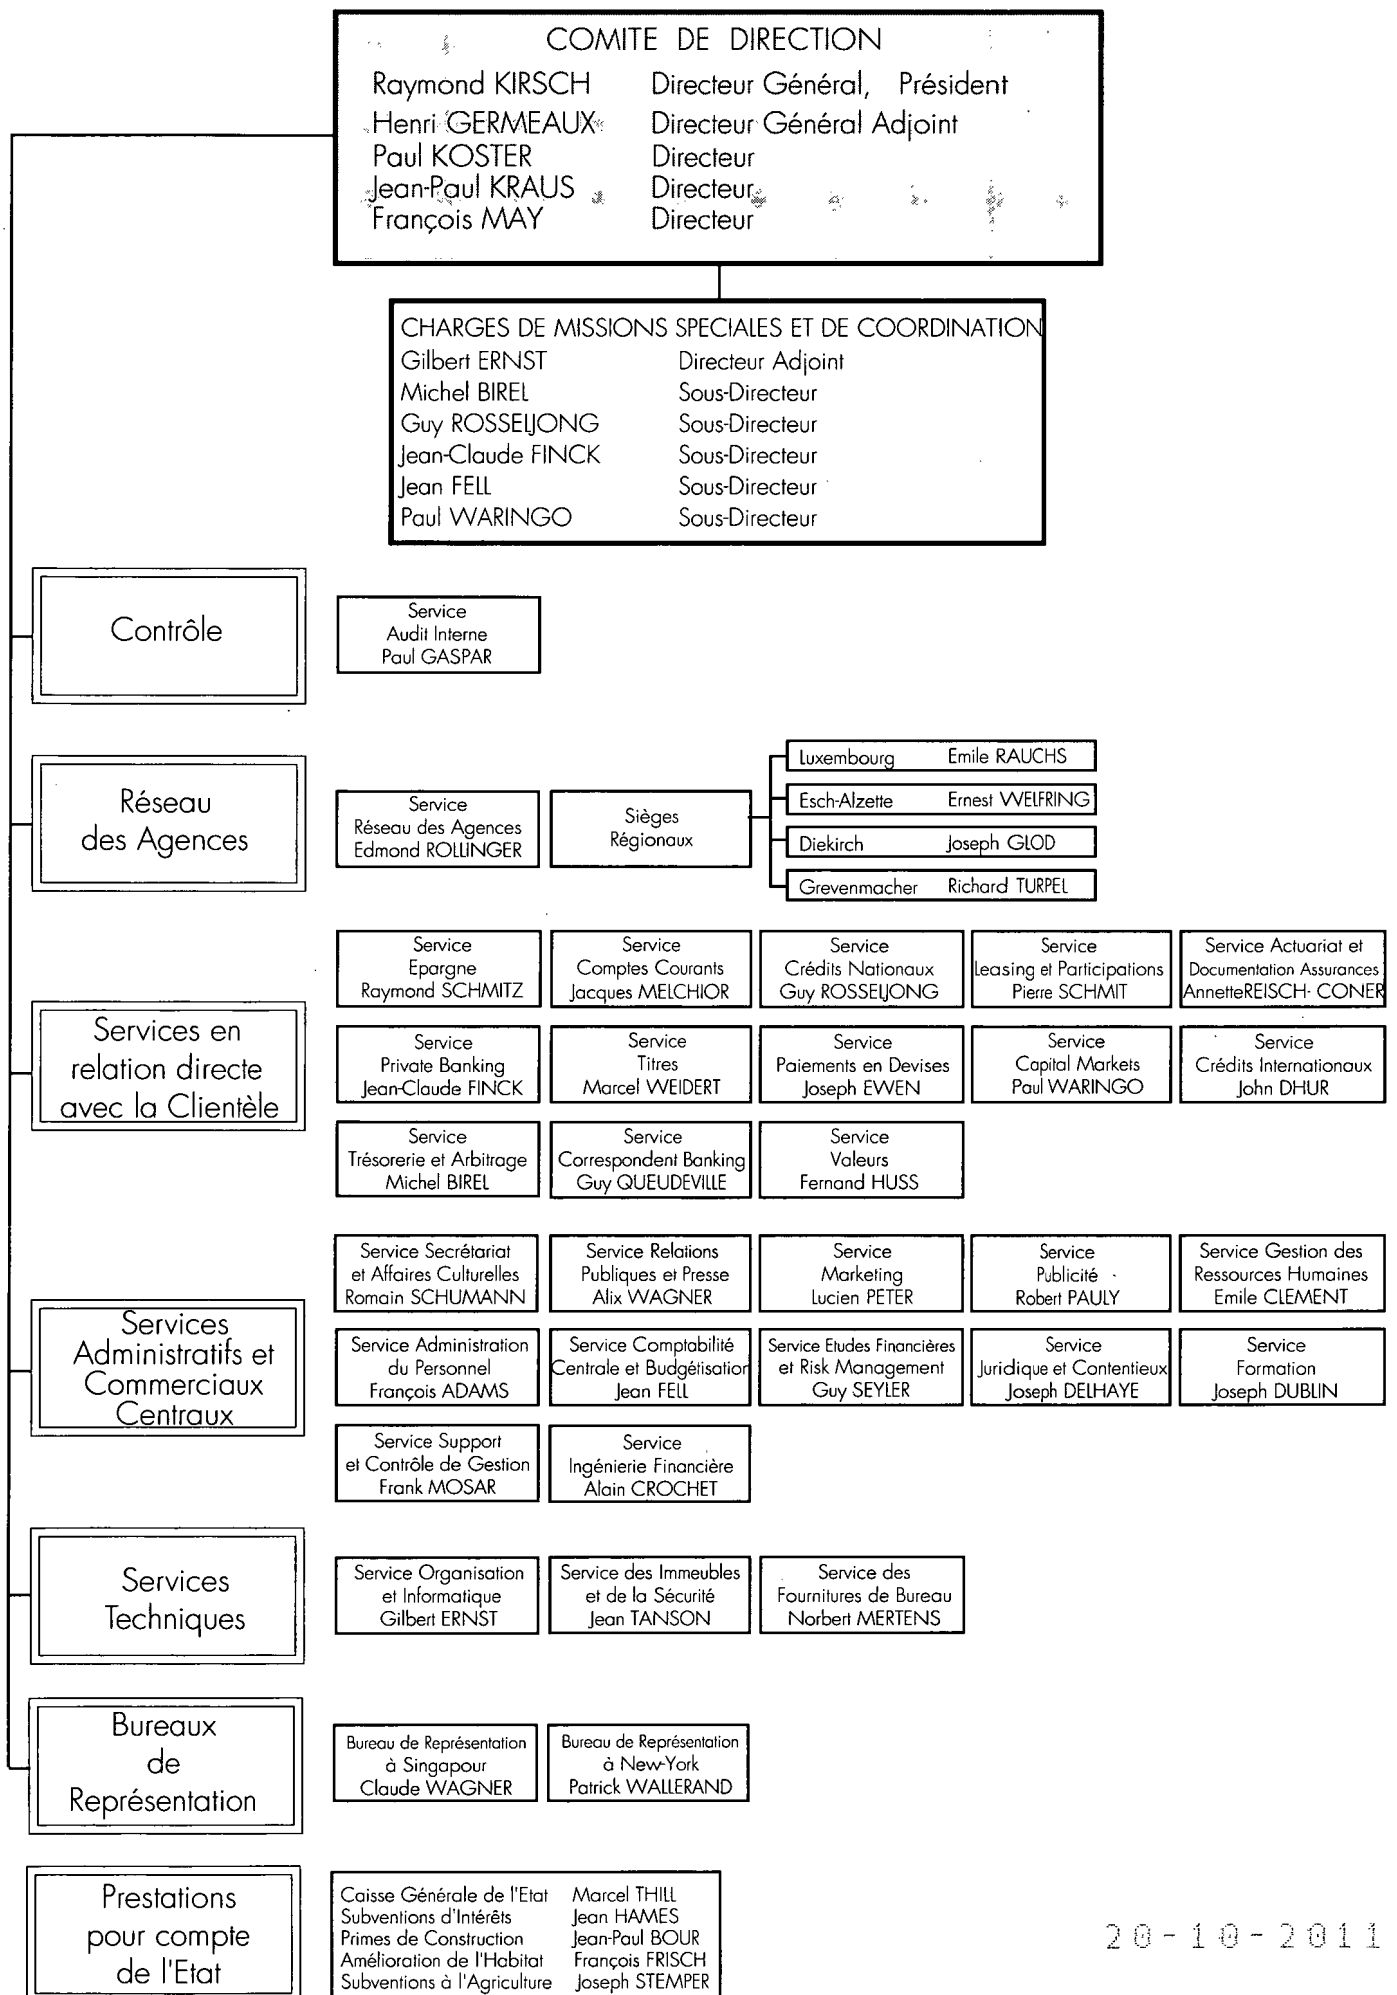 COMITE DE DIRECTION
Raymond KIRSCH Directeur Général, Président
Henri GERMEAUX Directeur Général Adjoint
Paul KOSTER Directeur
Jean-Paul KRAUS Directeur
François MAY Directeur
CHARGES DE MISSIONS SPECIALES ET DE COORDINATION
Gilbert ERNST Directeur Adjoint
Michel BIREL Sous-Directeur
Guy ROSSELJONG Sous-Directeur
Jean-Claude FINCK Sous-Directeur
Jean FELL Sous-Directeur
Paul WARINGO Sous-Directeur
Contrôle
Service
Audit Interne
Paul GASPAR
Réseau
des Agences
Service
Réseau des Agences
Edmond ROLLINGER
Sièges
Régionaux
Luxembourg Emile RAUCHS
Esch-Alzette Ernest WELFRING
Diekirch Joseph GLOD
Grevenmacher Richard TURPEL
Services en
relation directe
avec la Clientèle
Service
Epargne
Raymond SCHMITZ
Service
Comptes Courants
Jacques MELCHIOR
Service
Crédits Nationaux
Guy ROSSELJONG
Service
Leasing et Participations
Pierre SCHMIT
Service Actuariat et
Documentation Assurances
AnnetteREISCH- CONER
Service
Private Banking
Jean-Claude FINCK
Service
Titres
Marcel WEIDERT
Service
Paiements en Devises
Joseph EWEN
Service
Capital Markets
Paul WARINGO
Service
Crédits Internationaux
John DHUR
Service
Trésorerie et Arbitrage
Michel BIREL
Service
Correspondent Banking
Guy QUEUDEVILLE
Service
Valeurs
Fernand HUSS
Services
Administratifs et
Commerciaux
Centraux
Service Secrétariat
et Affaires Culturelles
Romain SCHUMANN
Service Relations
Publiques et Presse
Alix WAGNER
Service
Marketing
Lucien PETER
Service
Publicité
Robert PAULY
Service Gestion des
Ressources Humaines
Emile CLEMENT
Service Administration
du Personnel
François ADAMS
Service Comptabilité
Centrale et Budgétisation
Jean FELL
Service Etudes Financières
et Risk Management
Guy SEYLER
Service
Juridique et Contentieux
Joseph DELHAYE
Service
Formation
Joseph DUBLIN
Service Support
et Contrôle de Gestion
Frank MOSAR
Service
Ingénierie Financière
Alain CROCHET
Services
Techniques
Service Organisation
et Informatique
Gilbert ERNST
Service des Immeubles
et de la Sécurité
Jean TANSON
Service des
Fournitures de Bureau
Norbert MERTENS
Bureaux
de
Représentation
Bureau de Représentation
à Singapour
Claude WAGNER
Bureau de Représentation
à New-York
Patrick WALLERAND
Prestations
pour compte
de l'Etat
Caisse Générale de l'Etat Marcel THILL
Subventions d'Intérêts Jean HAMES
Primes de Construction Jean-Paul BOUR
Amélioration de l'Habitat François FRISCH
Subventions à l'Agriculture Joseph STEMPER
20-10-2011